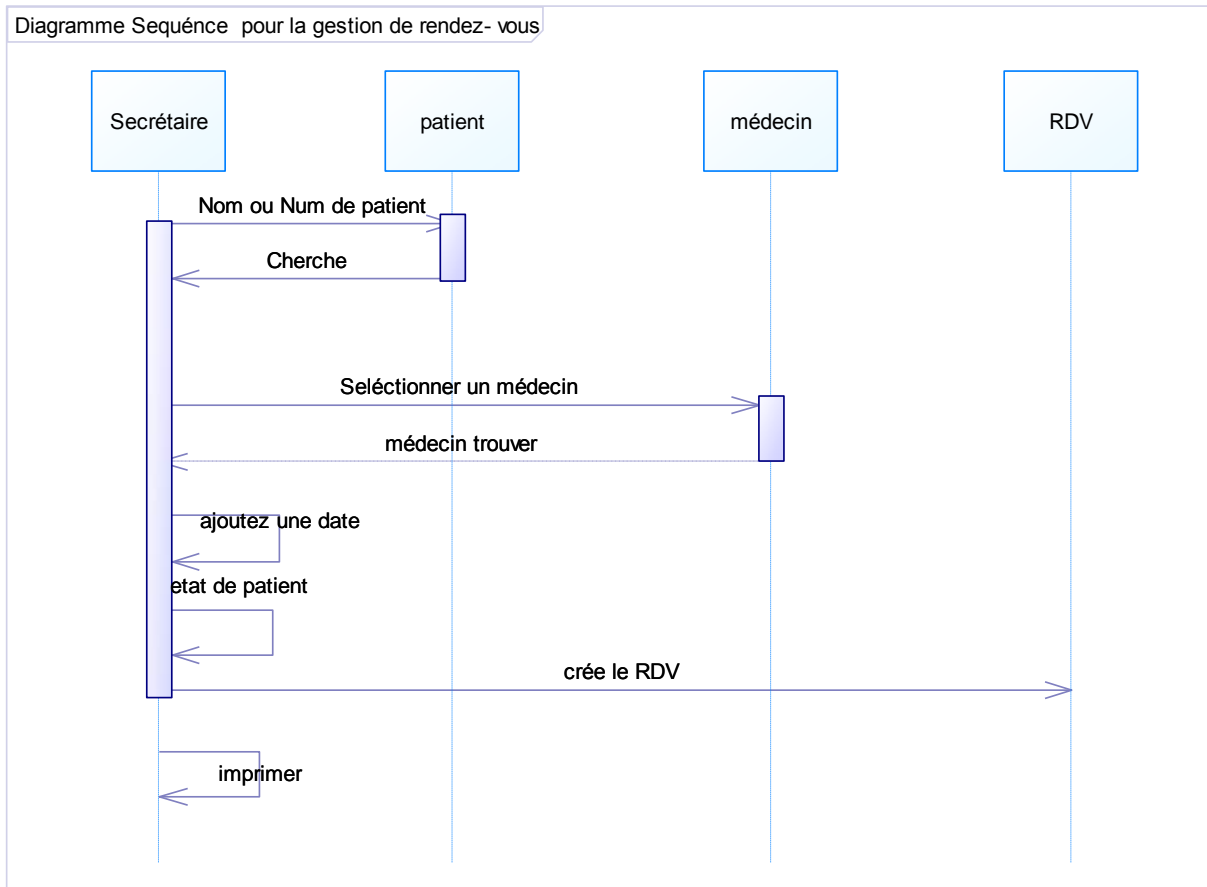 Diagramme Sequénce pour la gestion de rendez- vous
Secrétaire
patient
médecin
RDV
Nom ou Num de patient
Cherche
Seléctionner un médecin
médecin trouver
ajoutez une date
etat de patient
crée le RDV
imprimer